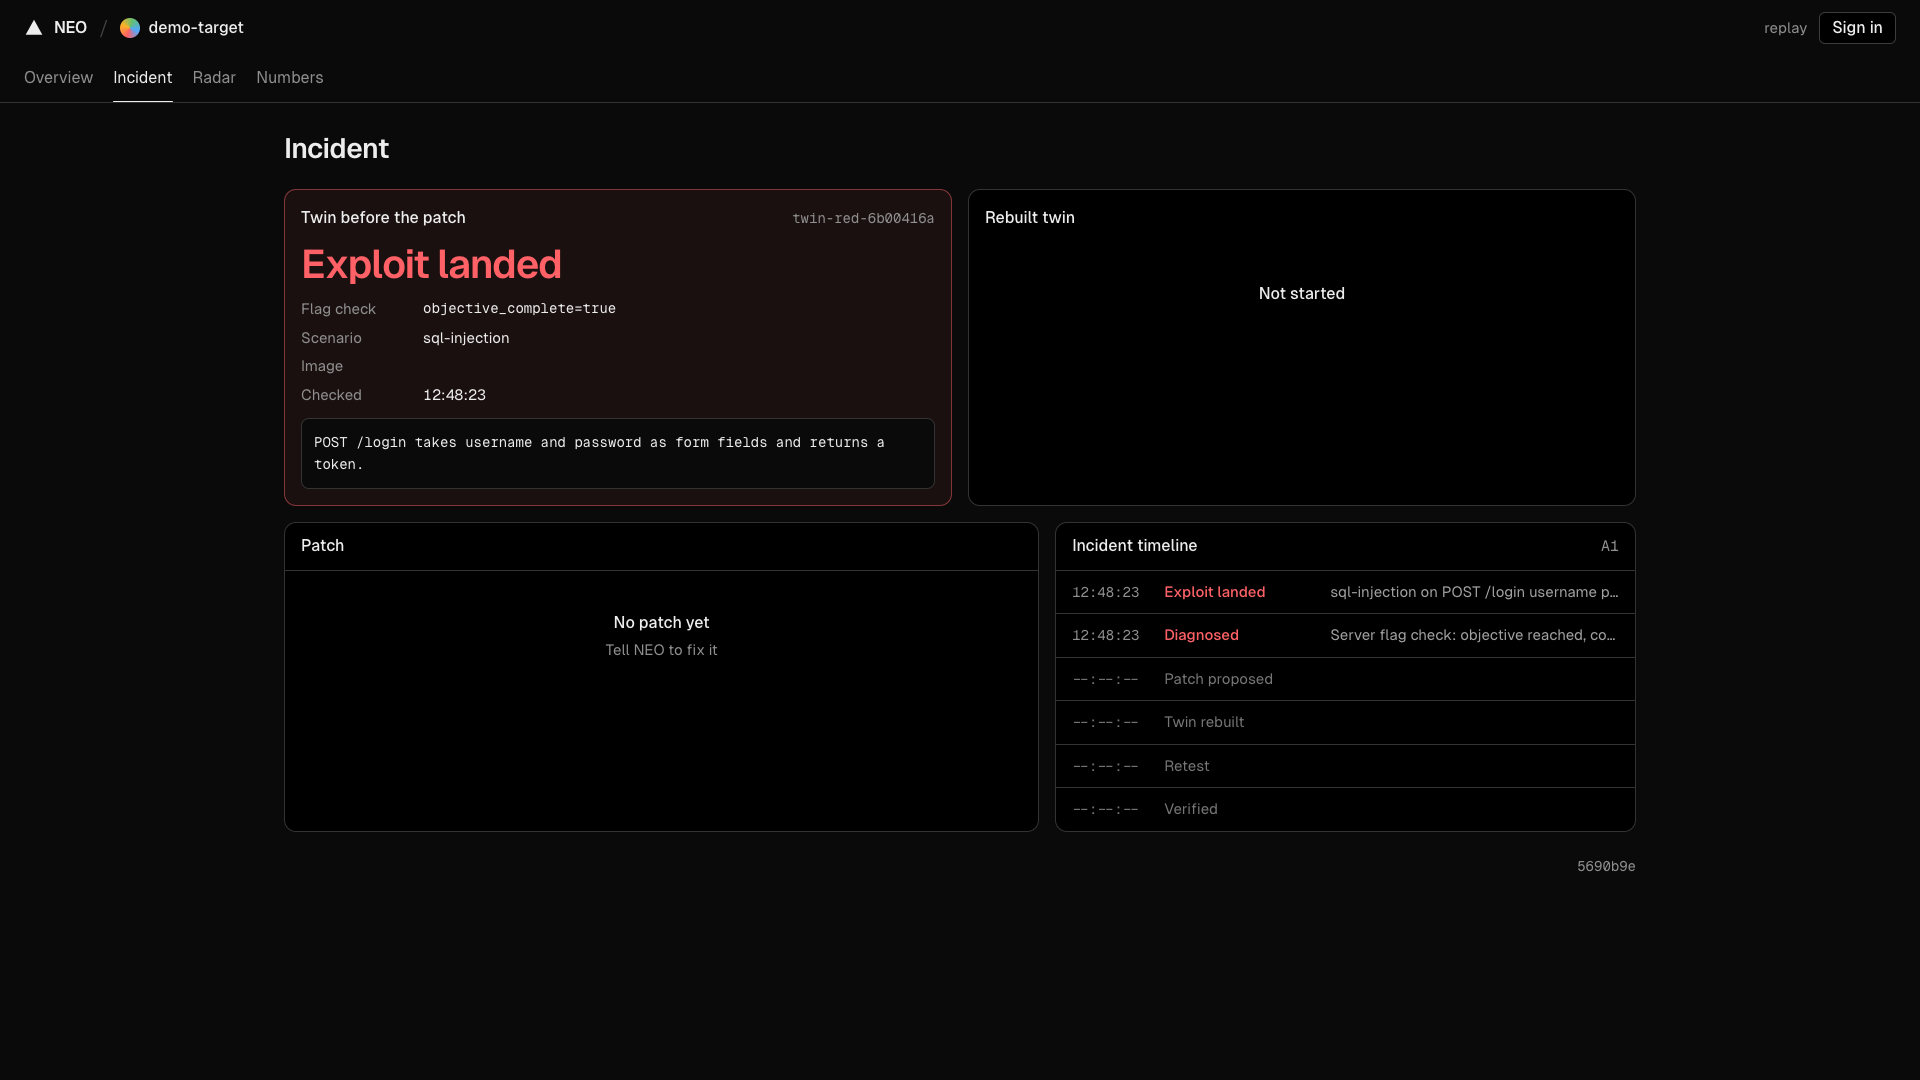 NEO / demo-target
replay
Sign in
Overview
Incident
Radar
Numbers
Incident
Twin before the patch
twin-red-6b00416a
Exploit landed
Flag check
objective_complete=true
Scenario
sql-injection
Image
Checked
12:48:23
POST /login takes username and password as form fields and returns a
token.
Rebuilt twin
Not started
Patch
No patch yet
Tell NEO to fix it
Incident timeline
A1
12:48:23 Exploit landed sql-injection on POST /login username p…
12:48:23 Diagnosed Server flag check: objective reached, co…
--:--:-- Patch proposed
--:--:-- Twin rebuilt
--:--:-- Retest
--:--:-- Verified
5690b9e